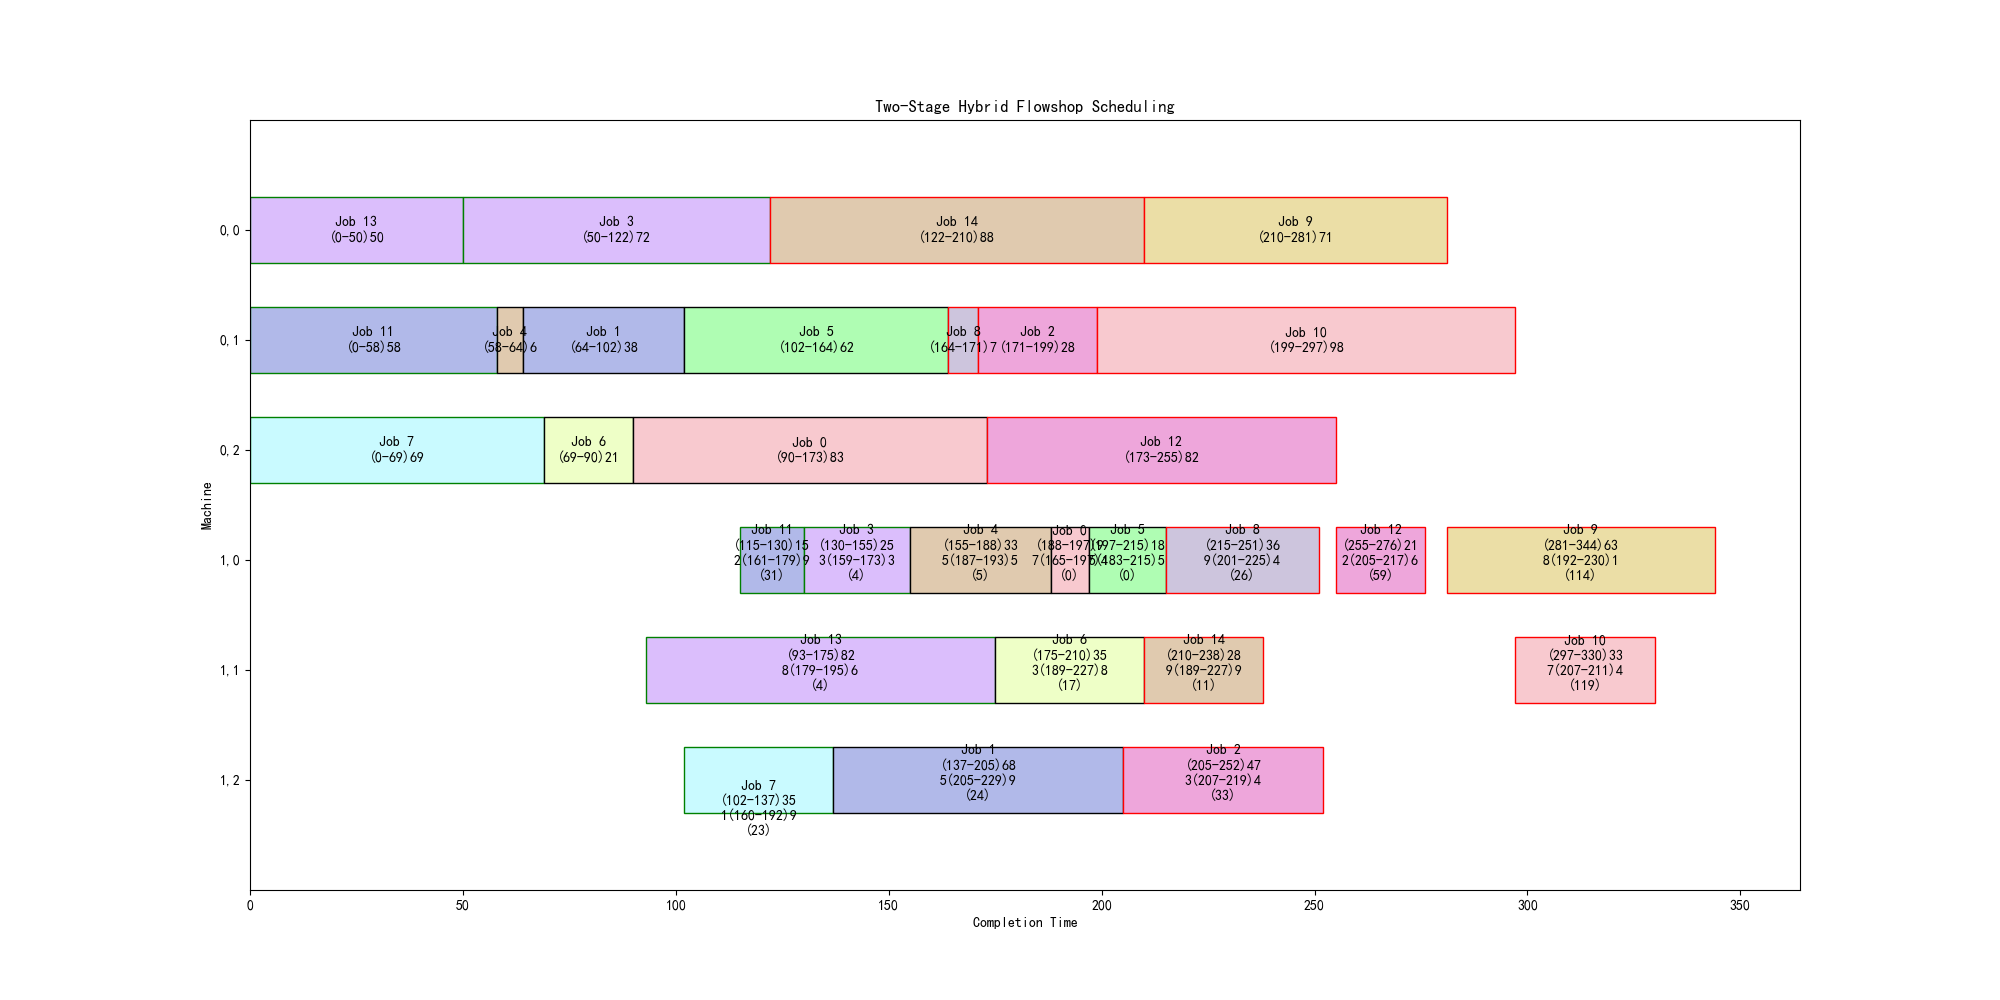 Two-Stage Hybrid Flowshop Scheduling
Machine
0,0
Job 13
(0-50)50
Job 3
(50-122)72
Job 14
(122-210)88
Job 9
(210-281)71
0,1
Job 11
(0-58)58
Job 4
(58-64)6
Job 1
(64-102)38
Job 5
(102-164)62
Job 8
(164-171)7
Job 2
(171-199)28
Job 10
(199-297)98
0,2
Job 7
(0-69)69
Job 6
(69-90)21
Job 0
(90-173)83
Job 12
(173-255)82
1,0
Job 11
(115-130)15
2(161-179)9
(31)
Job 3
(130-155)25
3(159-173)3
(4)
Job 4
(155-188)33
5(187-193)5
(5)
Job 0
(188-197)9
(0)
Job 5
(197-215)18
(0)
Job 8
(215-251)36
9(201-225)4
(26)
Job 12
(255-276)21
2(205-217)6
(59)
Job 9
(281-344)63
8(192-230)1
(114)
1,1
Job 13
(93-175)82
8(179-195)6
(4)
Job 6
(175-210)35
3(189-227)8
(17)
Job 14
(210-238)28
9(189-227)9
(11)
Job 10
(297-330)33
7(207-211)4
(119)
1,2
Job 7
(102-137)35
1(160-192)9
(23)
Job 1
(137-205)68
5(205-229)9
(24)
Job 2
(205-252)47
3(207-219)4
(33)
0
50
100
150
200
250
300
350
Completion Time